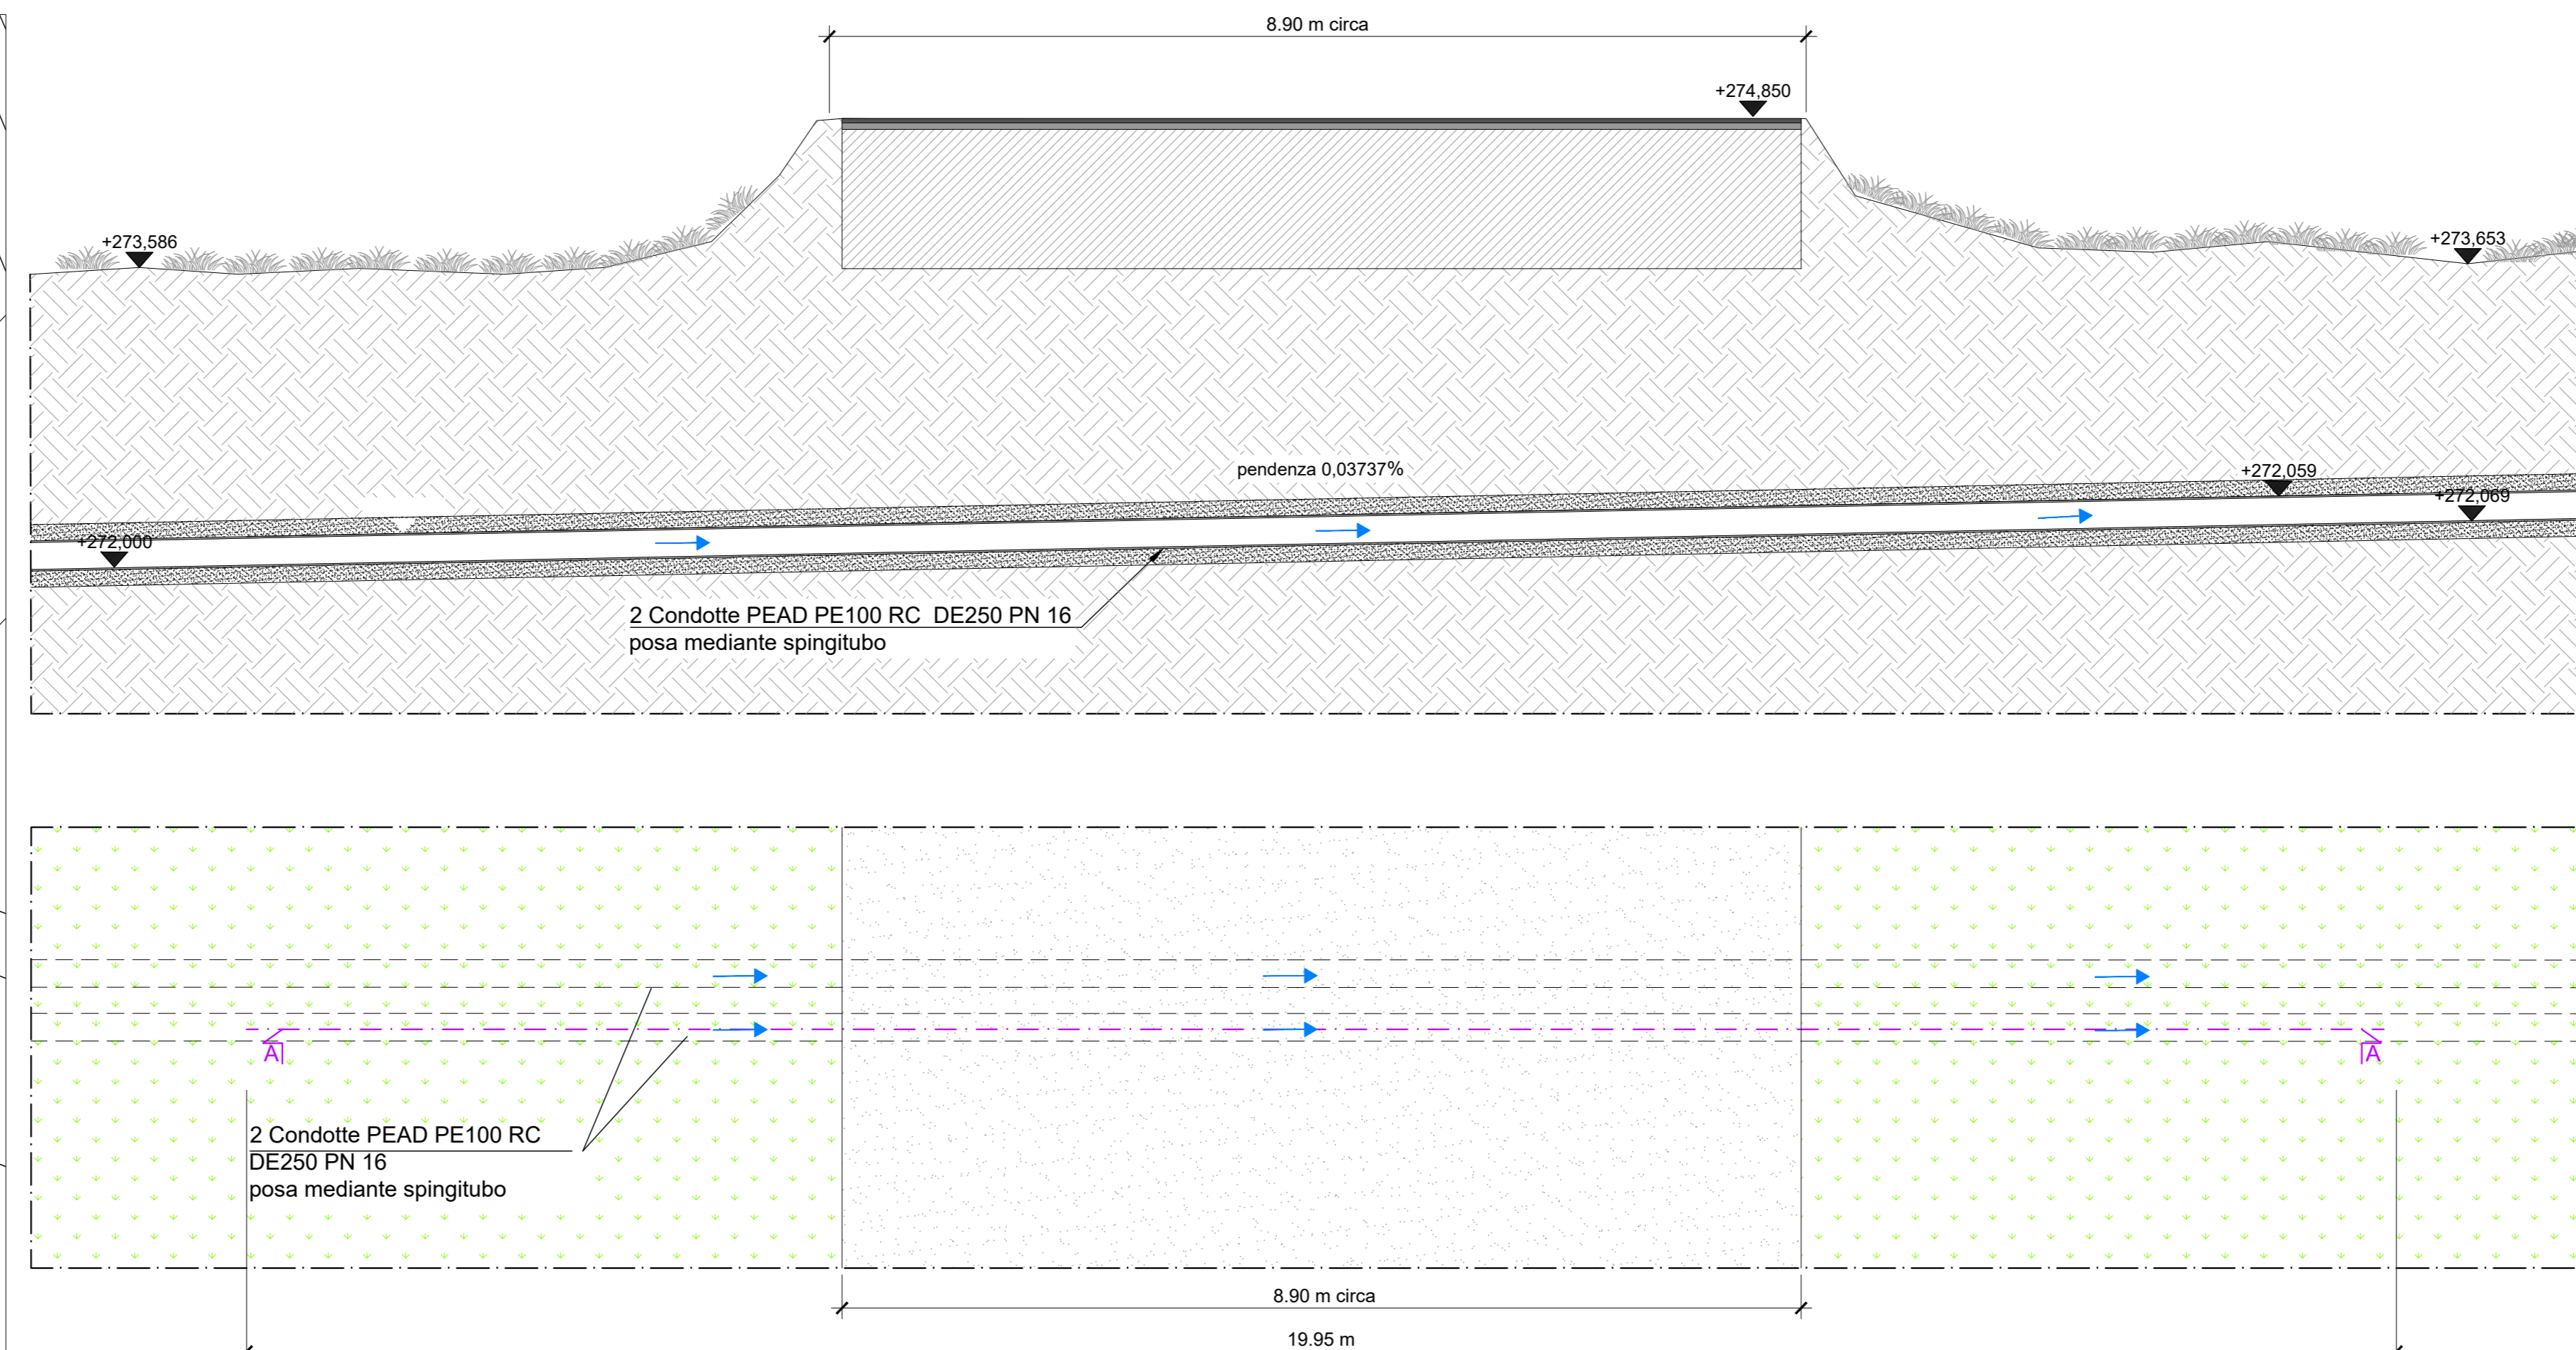 8.90 m circa
+274,850
+273,586
+273,653
pendenza 0,03737%
+272,059
+272,069
+272,000
2 Condotte PEAD PE100 RC  DE250 PN 16
posa mediante spingitubo
A
A
2 Condotte PEAD PE100 RC
DE250 PN 16
posa mediante spingitubo
8.90 m circa
19.95 m